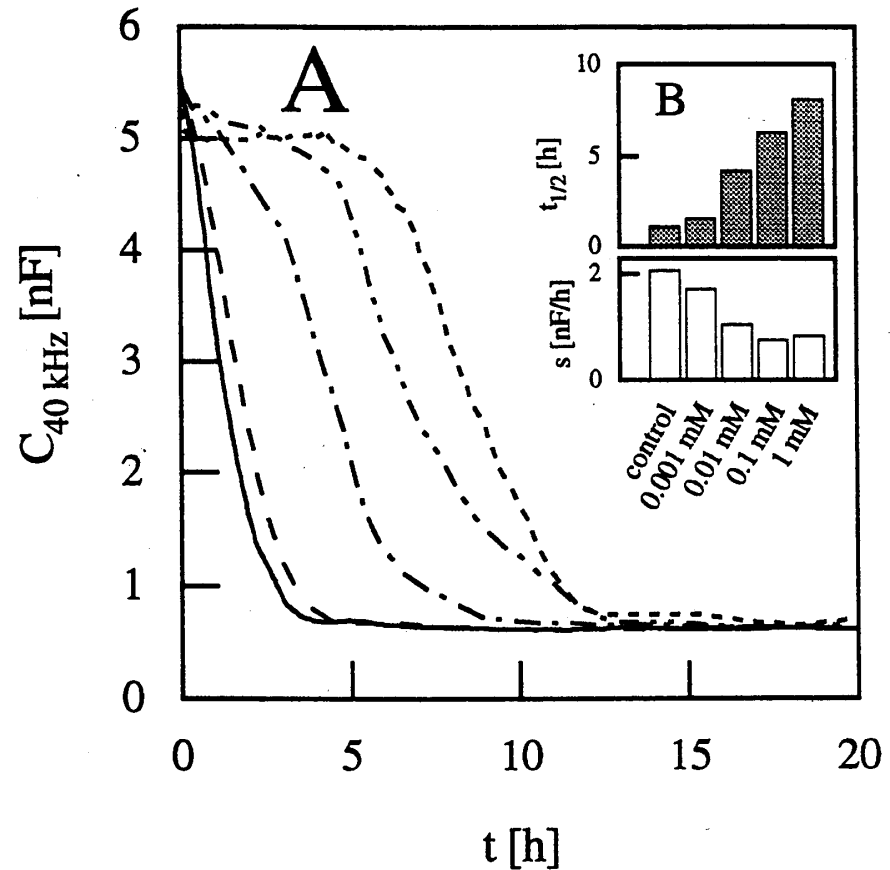 A
C40 kHz [nF]
6
5
4
3
2
1
0
0 5 10 15 20
t [h]
B
t1/2 [h]
10
5
0
s [nF/h]
2
0
control
0.001 mM
0.01 mM
0.1 mM
1 mM